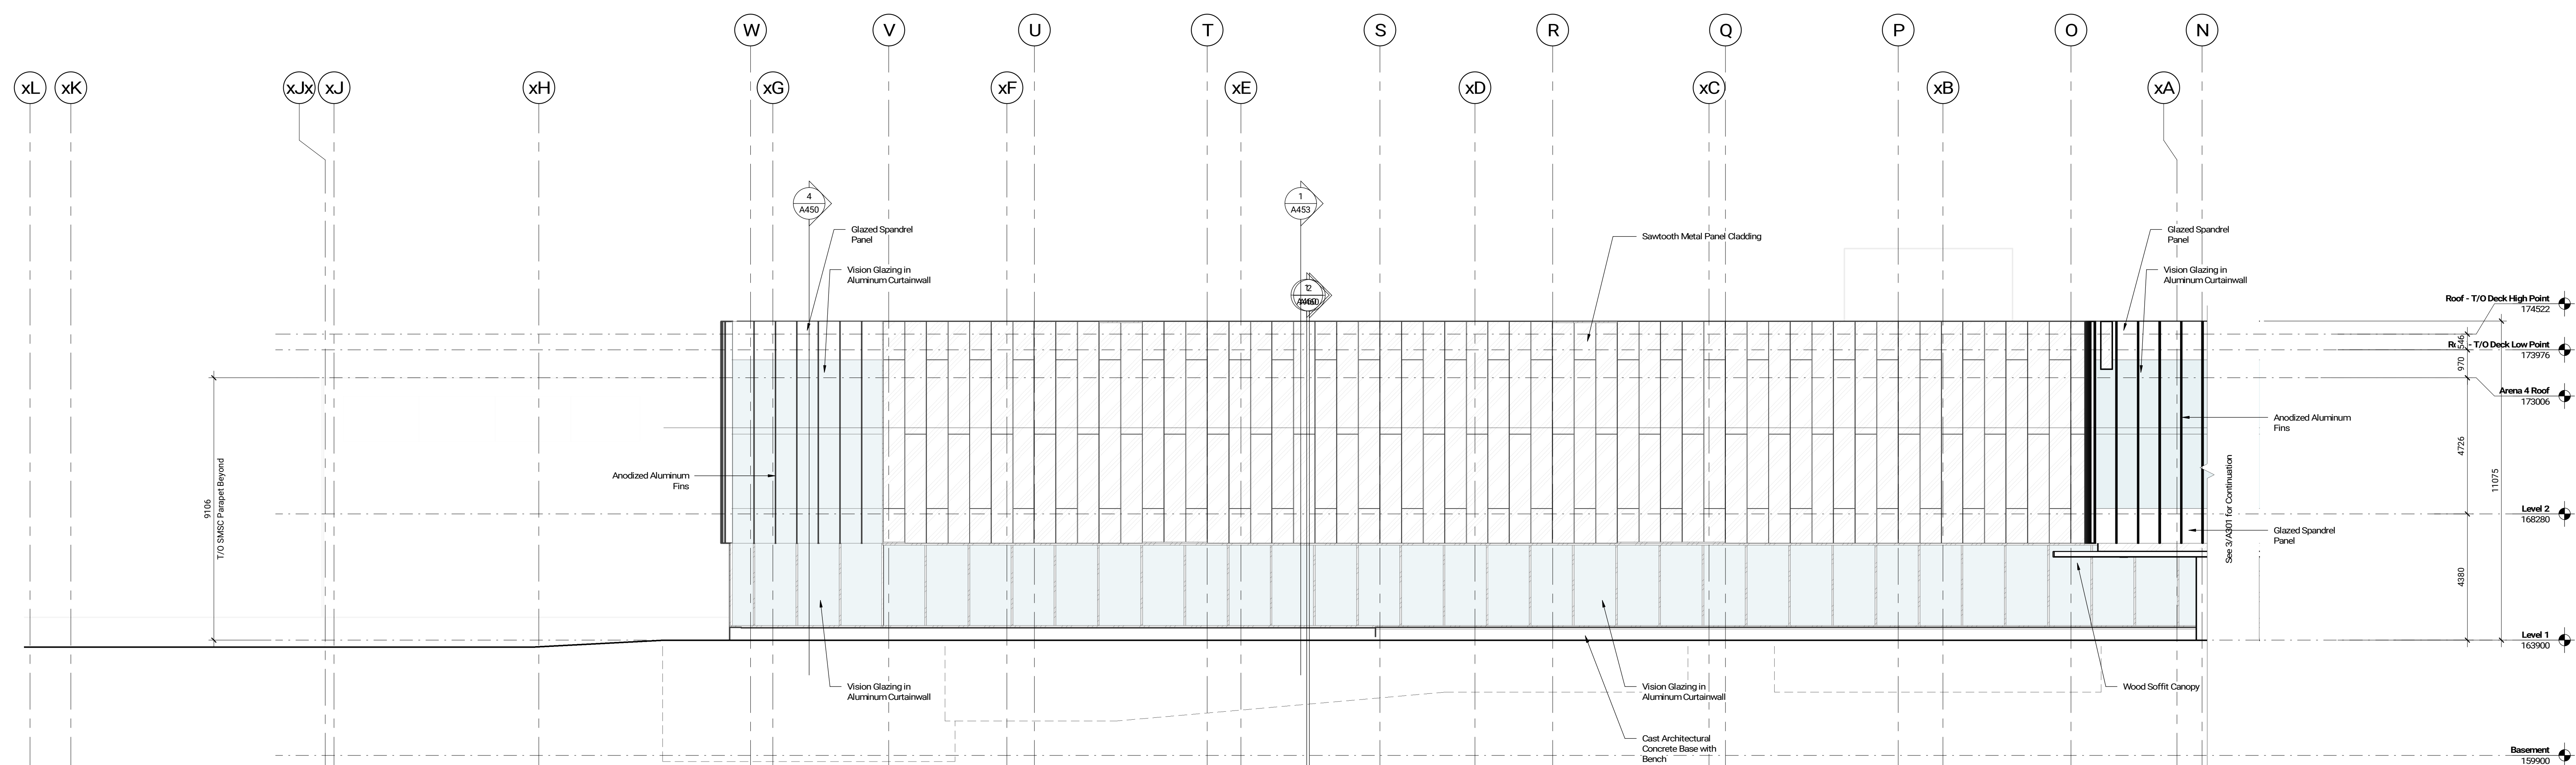 W
V
U
T
S
R
Q
P
O
N
xL
xK
xJx
xJ
xH
xG
xF
xE
xD
xC
xB
xA
4
A450
1
A453
Glazed Spandrel
Panel
Vision Glazing in
Aluminum Curtainwall
Sawtooth Metal Panel Cladding
Glazed Spandrel
Panel
Vision Glazing in
Aluminum Curtainwall
Roof - T/O Deck High Point
174522
546
T/O Deck Low Point
173976
970
Arena 4 Roof
173006
Anodized Aluminum
Fins
Anodized Aluminum
Fins
4726
11075
9106
T/O SMSC Parapet Beyond
See 3/A301 for Continuation
Level 2
168280
Glazed Spandrel
Panel
4380
Level 1
163900
Vision Glazing in
Aluminum Curtainwall
Vision Glazing in
Aluminum Curtainwall
Wood Soffit Canopy
Cast Architectural
Concrete Base with
Bench
Basement
159900